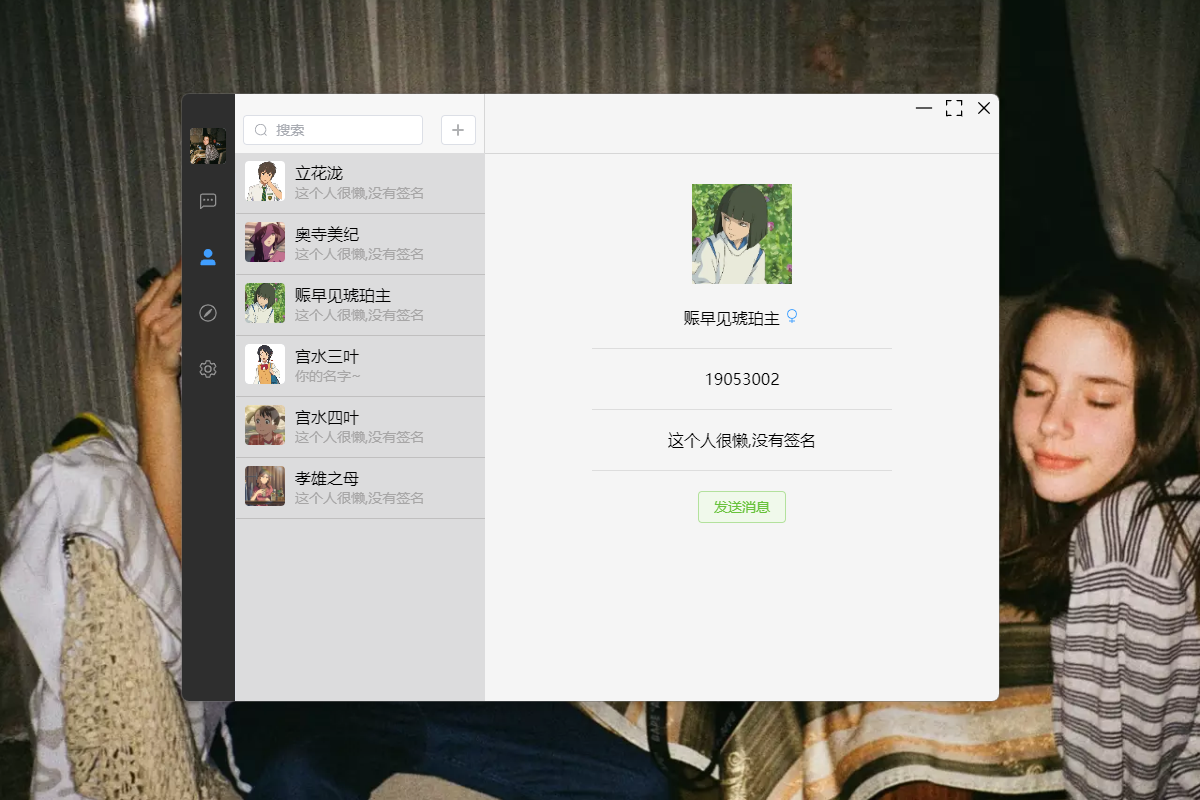 搜索
立花泷
这个人很懒,没有签名
奥寺美纪
这个人很懒,没有签名
赈早见琥珀主
这个人很懒,没有签名
宫水三叶
你的名字~
宫水四叶
这个人很懒,没有签名
孝雄之母
这个人很懒,没有签名
赈早见琥珀主
19053002
这个人很懒,没有签名
发送消息